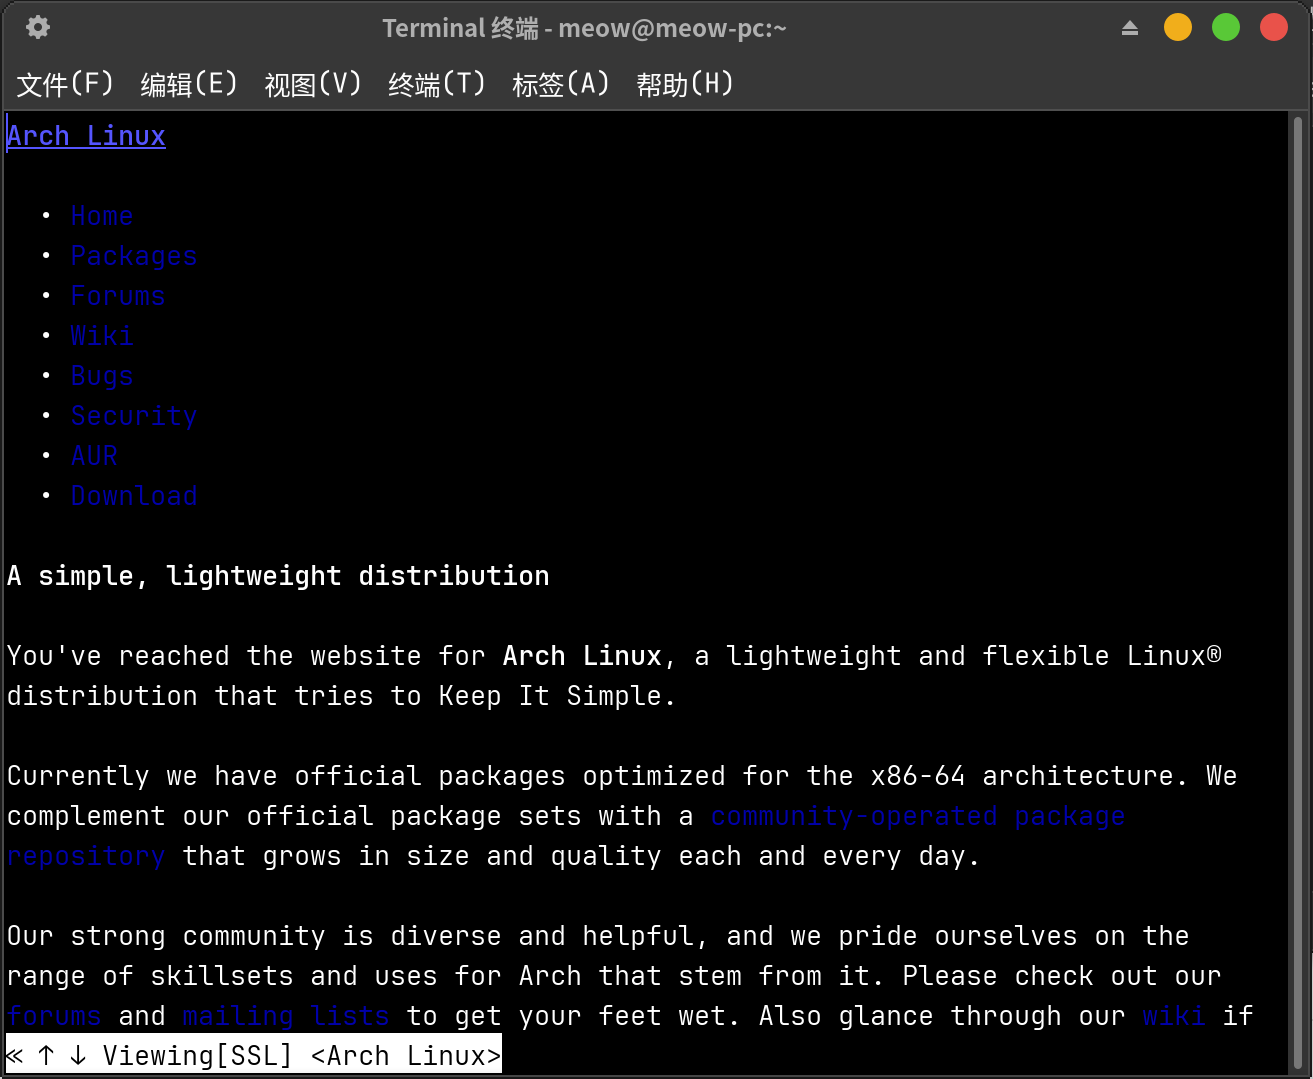 Terminal 终端 - meow@meow-pc:~
文件(F) 编辑(E) 视图(V) 终端(T) 标签(A) 帮助(H)
Arch Linux
• Home
• Packages
• Forums
• Wiki
• Bugs
• Security
• AUR
• Download
A simple, lightweight distribution
You've reached the website for Arch Linux, a lightweight and flexible Linux®
distribution that tries to Keep It Simple.
Currently we have official packages optimized for the x86-64 architecture. We
complement our official package sets with a community-operated package
repository that grows in size and quality each and every day.
Our strong community is diverse and helpful, and we pride ourselves on the
range of skillsets and uses for Arch that stem from it. Please check out our
forums and mailing lists to get your feet wet. Also glance through our wiki if
≪ ↑ ↓ Viewing[SSL] <Arch Linux>